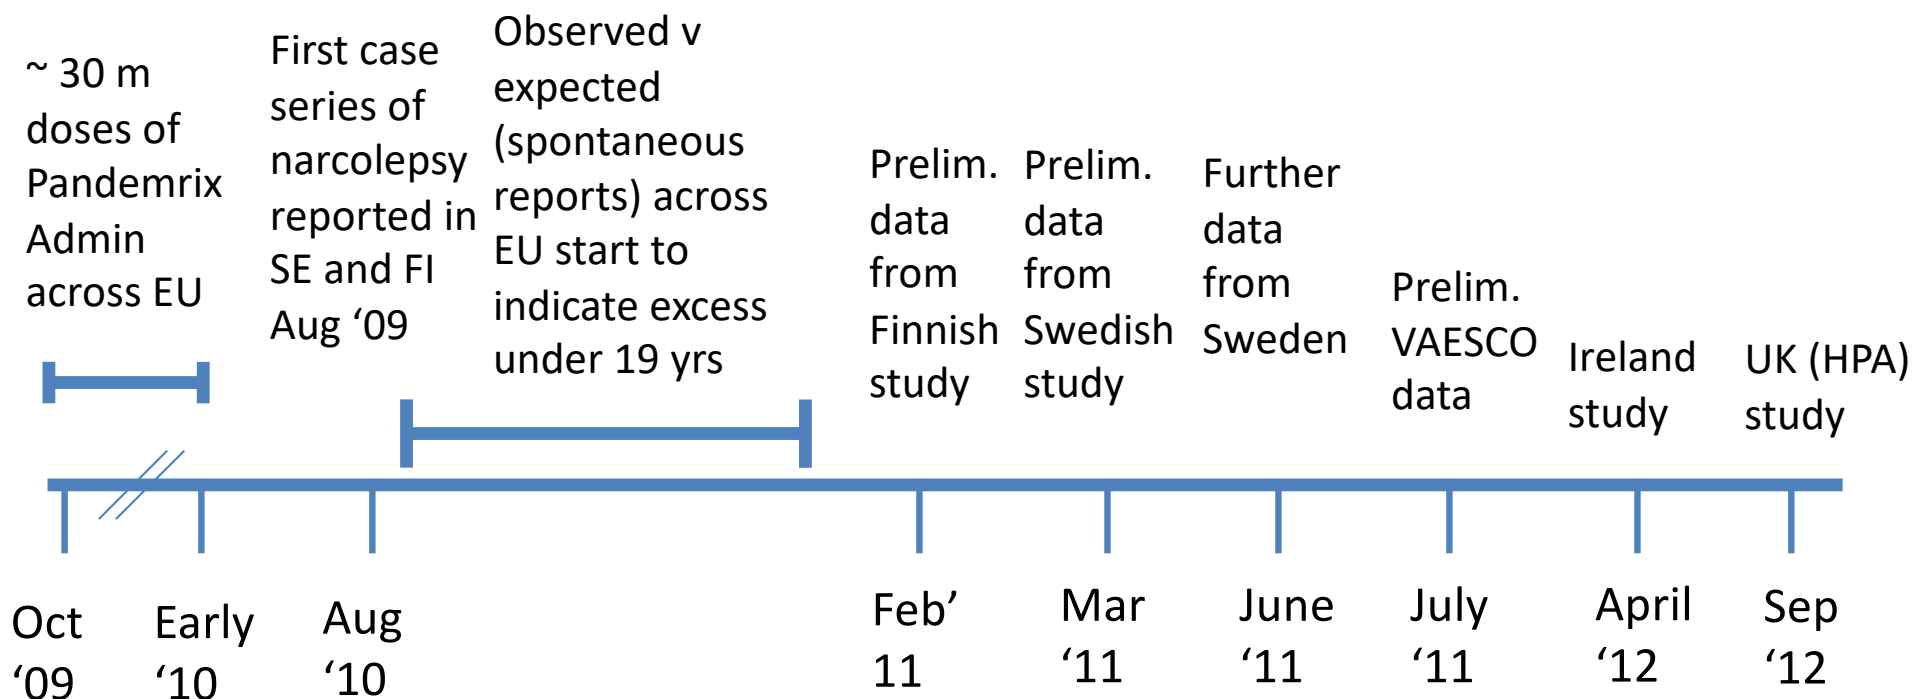 ~ 30 m
doses of
Pandemrix
Admin
across EU
First case
series of
narcolepsy
reported in
SE and FI
Aug ‘09
Observed v
expected
(spontaneous
reports) across
EU start to
indicate excess
under 19 yrs
Prelim.
data
from
Finnish
study
Prelim.
data
from
Swedish
study
Further
data
from
Sweden
Prelim.
VAESCO
data
Ireland
study
UK (HPA)
study
Oct
‘09
Early
‘10
Aug
‘10
Feb’
11
Mar
‘11
June
‘11
July
‘11
April
‘12
Sep
‘12